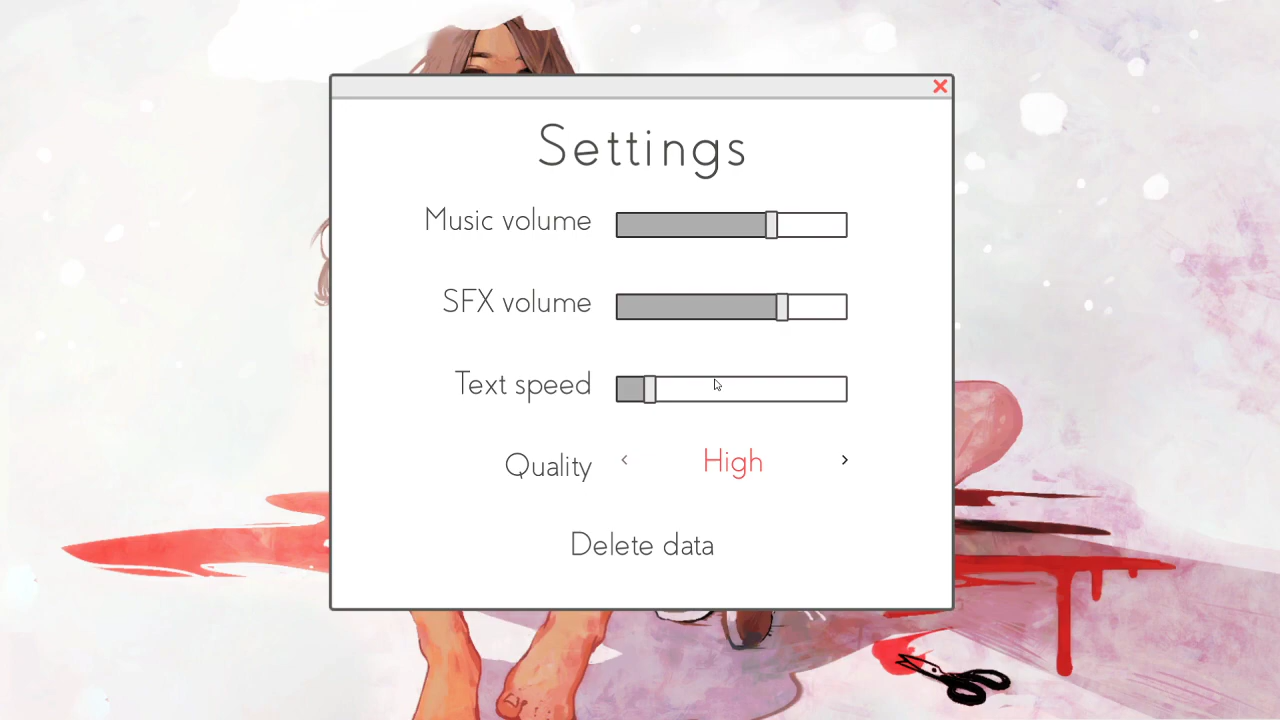 Settings
Music volume
SFX volume
Text speed
Quality < High >
Delete data